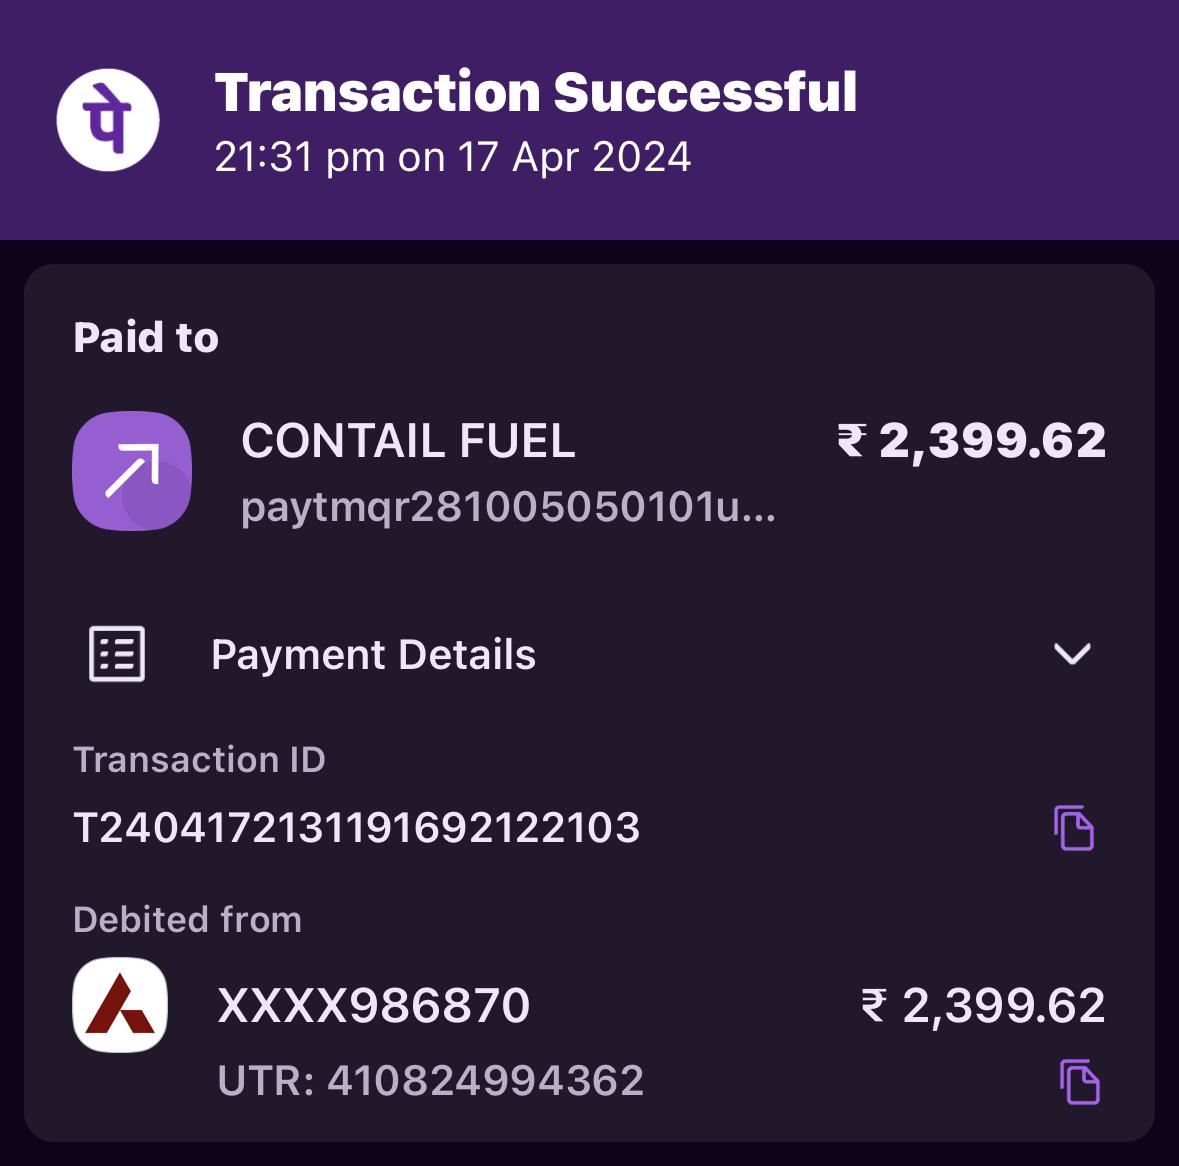 पे
Transaction Successful
21:31 pm on 17 Apr 2024
Paid to
CONTAIL FUEL ₹ 2,399.62
paytmqr281005050101u...
Payment Details
Transaction ID
T2404172131191692122103
Debited from
XXXX986870 ₹ 2,399.62
UTR: 410824994362